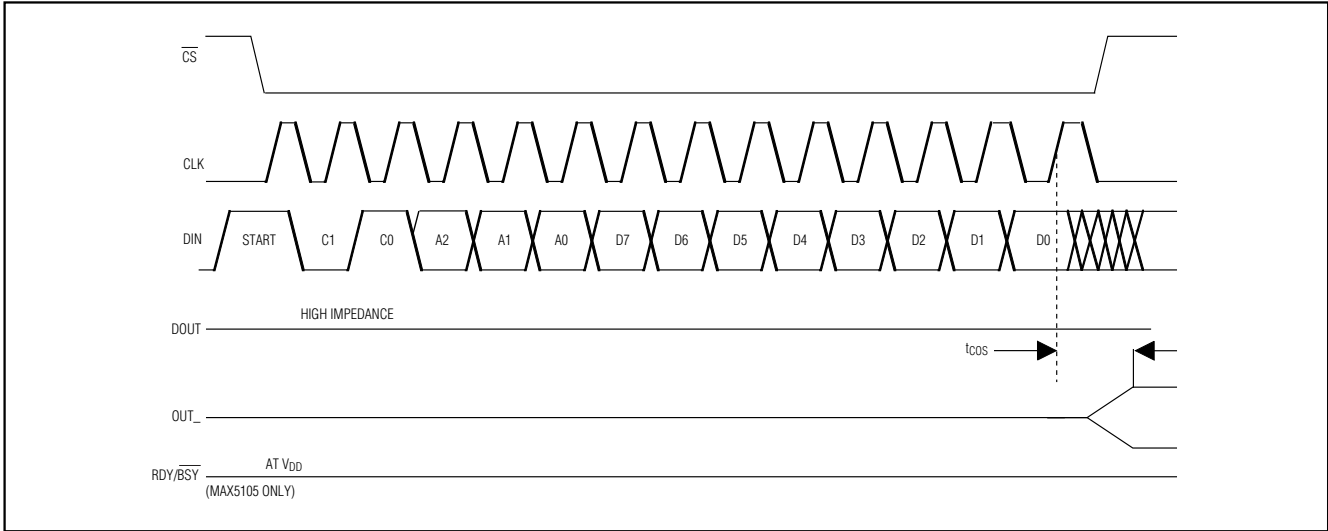 CS
CLK
DIN START C1 C0 A2 A1 A0 D7 D6 D5 D4 D3 D2 D1 D0
HIGH IMPEDANCE
DOUT
tCOS
OUT_
AT VDD
RDY/BSY
(MAX5105 ONLY)